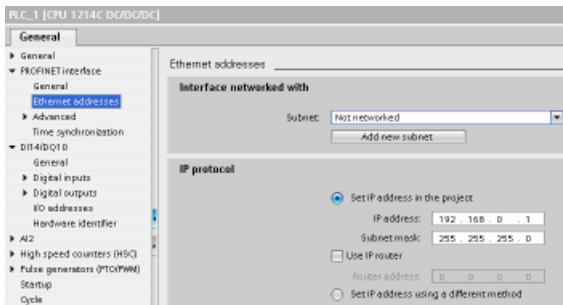 PLC_1 [CPU 1214C DC/DC/DC]
General
General
PROFINET interface
General
Ethernet addresses
Advanced
Time synchronization
DI14/DQ10
General
Digital inputs
Digital outputs
I/O addresses
Hardware identifier
AI2
High speed counters (HSC)
Pulse generators (PTO/PWM)
Startup
Cycle
Ethernet addresses
Interface networked with
Subnet: Not networked
Add new subnet
IP protocol
Set IP address in the project
IP address: 192 . 168 . 0 . 1
Subnet mask: 255 . 255 . 255 . 0
Use IP router
Router address: 0 . 0 . 0 . 0
Set IP address using a different method